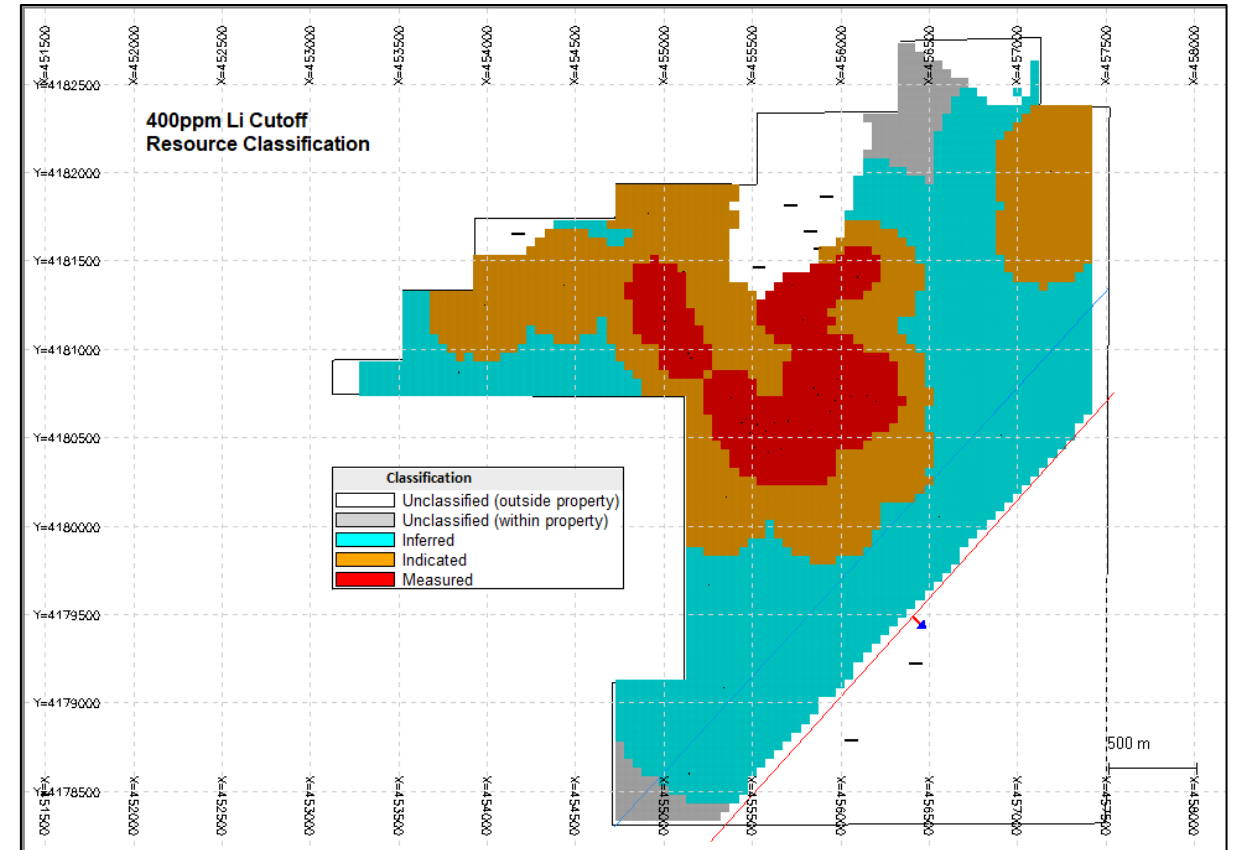 X=451500 X=452000 X=452500 X=453000 X=453500 X=454000 X=454500 X=455000 X=455500 X=456000 X=456500 X=457000 X=457500 X=458000
Y=4182500
400ppm Li Cutoff
Resource Classification
Y=4182000
Y=4181500
Y=4181000
Y=4180500
Classification
Unclassified (outside property)
Unclassified (within property)
Inferred
Indicated
Measured
Y=4180000
Y=4179500
Y=4179000
500 m
Y=4178500
X=451500 X=452000 X=452500 X=453000 X=453500 X=454000 X=454500 X=455000 X=455500 X=456000 X=456500 X=457000 X=457500 X=458000